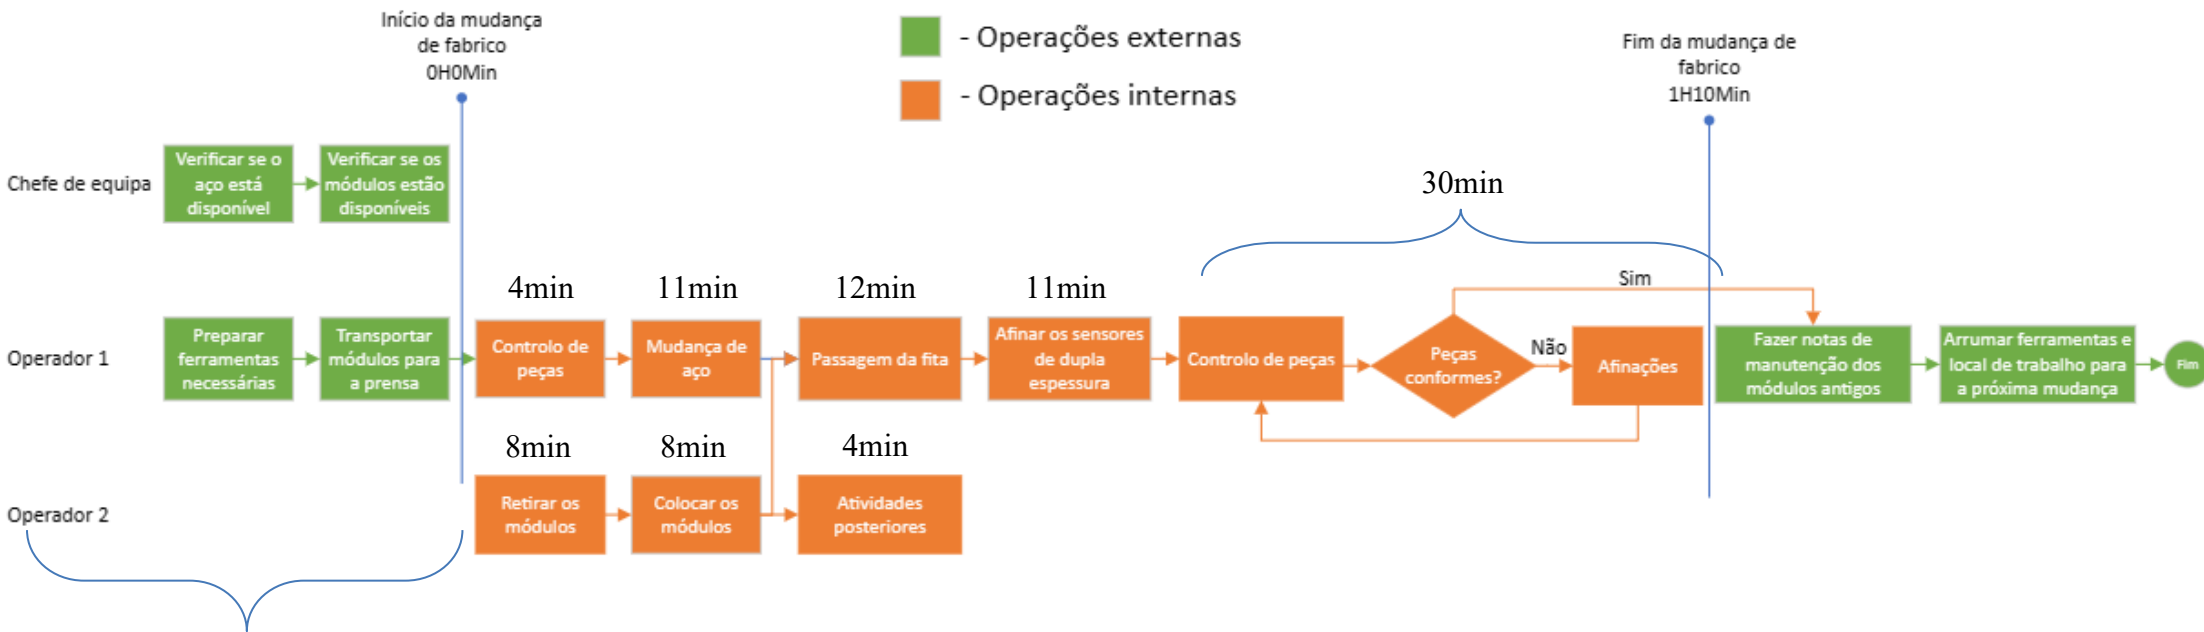 Início da mudança
de fabrico
0H0Min
- Operações externas
- Operações internas
Fim da mudança de
fabrico
1H10Min
Chefe de equipa
Verificar se o
aço está
disponível
Verificar se os
módulos estão
disponíveis
30min
Sim
4min
11min
12min
11min
Operador 1
Preparar
ferramentas
necessárias
Transportar
módulos para
a prensa
Controlo de
peças
Mudança de
aço
Passagem da fita
Afinar os sensores
de dupla
espessura
Controlo de peças
Peças
conformes?
Não
Afinações
Fazer notas de
manutenção dos
módulos antigos
Arrumar ferramentas e
local de trabalho para
a próxima mudança
Fim
8min
8min
4min
Operador 2
Retirar os
módulos
Colocar os
módulos
Atividades
posteriores